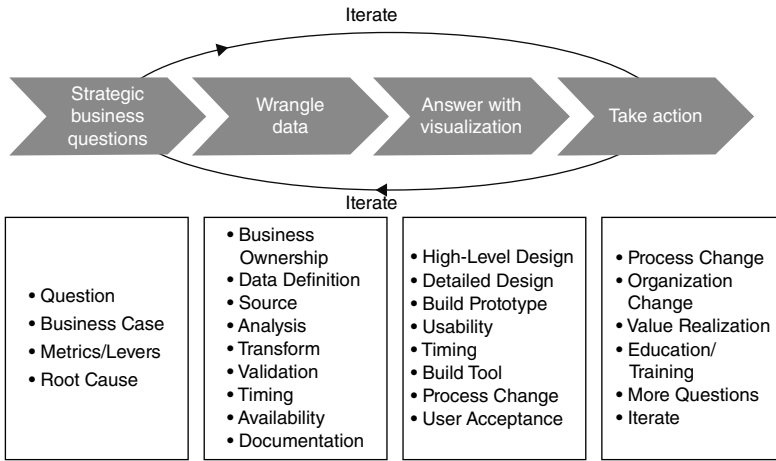 Iterate
Strategic
business
questions
Wrangle
data
Answer with
visualization
Take action
Iterate
• Question
• Business Case
• Metrics/Levers
• Root Cause
• Business
Ownership
• Data Definition
• Source
• Analysis
• Transform
• Validation
• Timing
• Availability
• Documentation
• High-Level Design
• Detailed Design
• Build Prototype
• Usability
• Timing
• Build Tool
• Process Change
• User Acceptance
• Process Change
• Organization
Change
• Value Realization
• Education/
Training
• More Questions
• Iterate